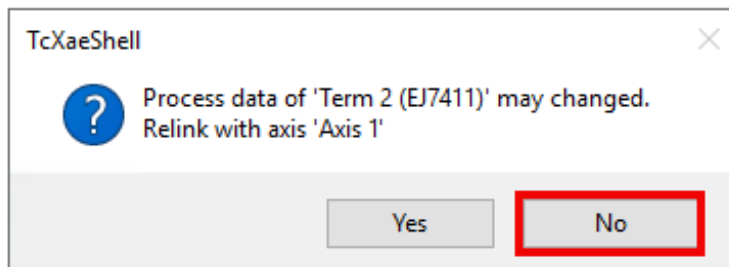 TcXaeShell
Process data of 'Term 2 (EJ7411)' may changed.
Relink with axis 'Axis 1'
Yes
No